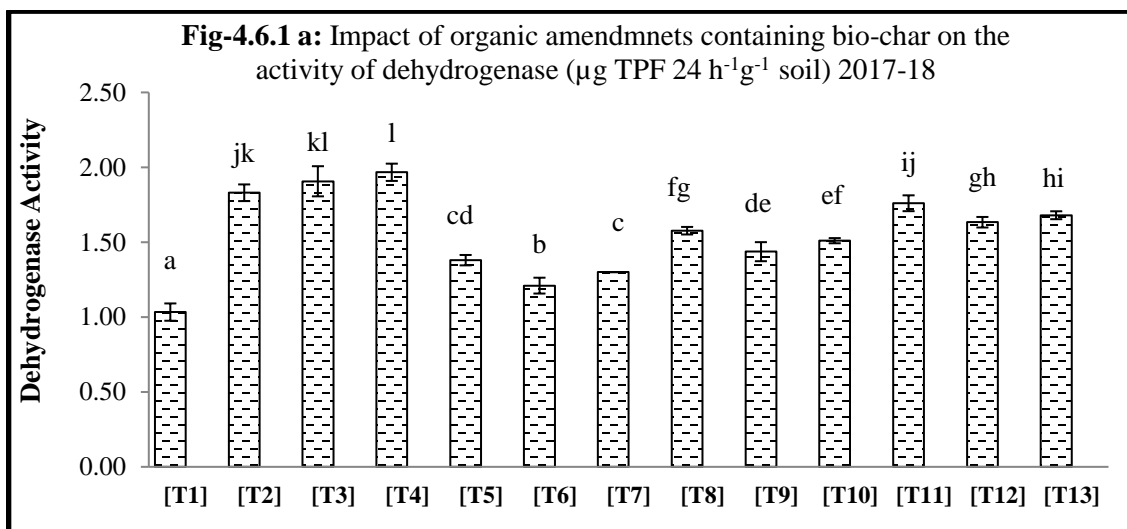 Fig-4.6.1 a: Impact of organic amendmnets containing bio-char on the
activity of dehydrogenase (µg TPF 24 h⁻¹g⁻¹ soil) 2017-18
Dehydrogenase Activity
2.50
2.00
1.50
1.00
0.50
0.00
a
jk
kl
l
cd
b
c
fg
de
ef
ij
gh
hi
[T1] [T2] [T3] [T4] [T5] [T6] [T7] [T8] [T9] [T10] [T11] [T12] [T13]